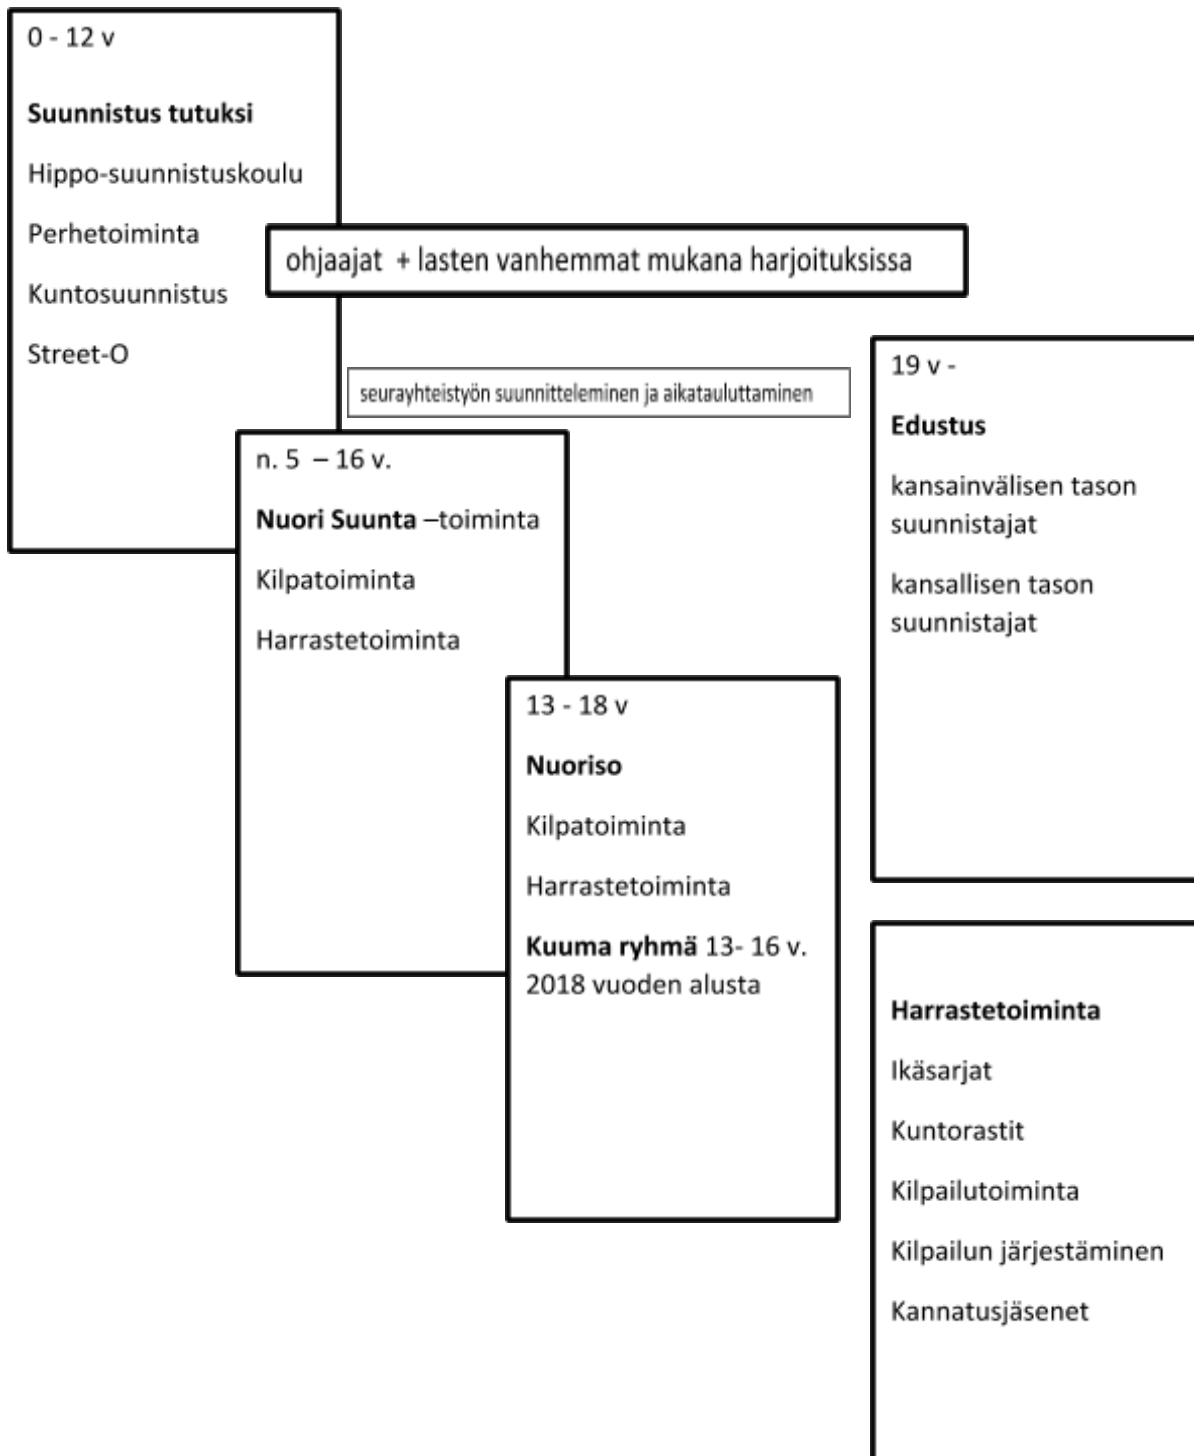 0 - 12 v
Suunnistus tutuksi
Hippo-suunnistuskoulu
Perhetoiminta
Kuntosuunnistus
Street-O
ohjaajat + lasten vanhemmat mukana harjoituksissa
seurayhteistyön suunnitteleminen ja aikatauluttaminen
n. 5 – 16 v.
Nuori Suunta –toiminta
Kilpatoiminta
Harrastetoiminta
13 - 18 v
Nuoriso
Kilpatoiminta
Harrastetoiminta
Kuuma ryhmä 13- 16 v.
2018 vuoden alusta
19 v -
Edustus
kansainvälisen tason
suunnistajat
kansallisen tason
suunnistajat
Harrastetoiminta
Ikäsarjat
Kuntorastit
Kilpailutoiminta
Kilpailun järjestäminen
Kannatusjäsenet